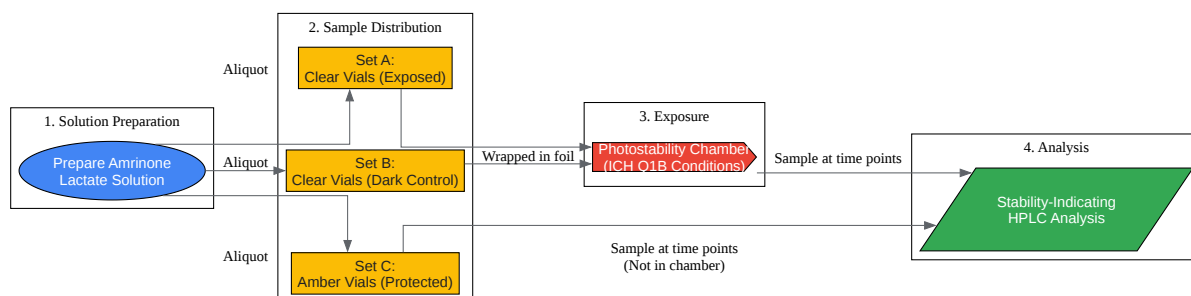 1. Solution Preparation
Prepare Amrinone
Lactate Solution
Aliquot
Aliquot
Aliquot
2. Sample Distribution
Set A:
Clear Vials (Exposed)
Set B:
Clear Vials (Dark Control)
Set C:
Amber Vials (Protected)
Wrapped in foil
3. Exposure
Photostability Chamber
(ICH Q1B Conditions)
Sample at time points
Sample at time points
(Not in chamber)
4. Analysis
Stability-Indicating
HPLC Analysis